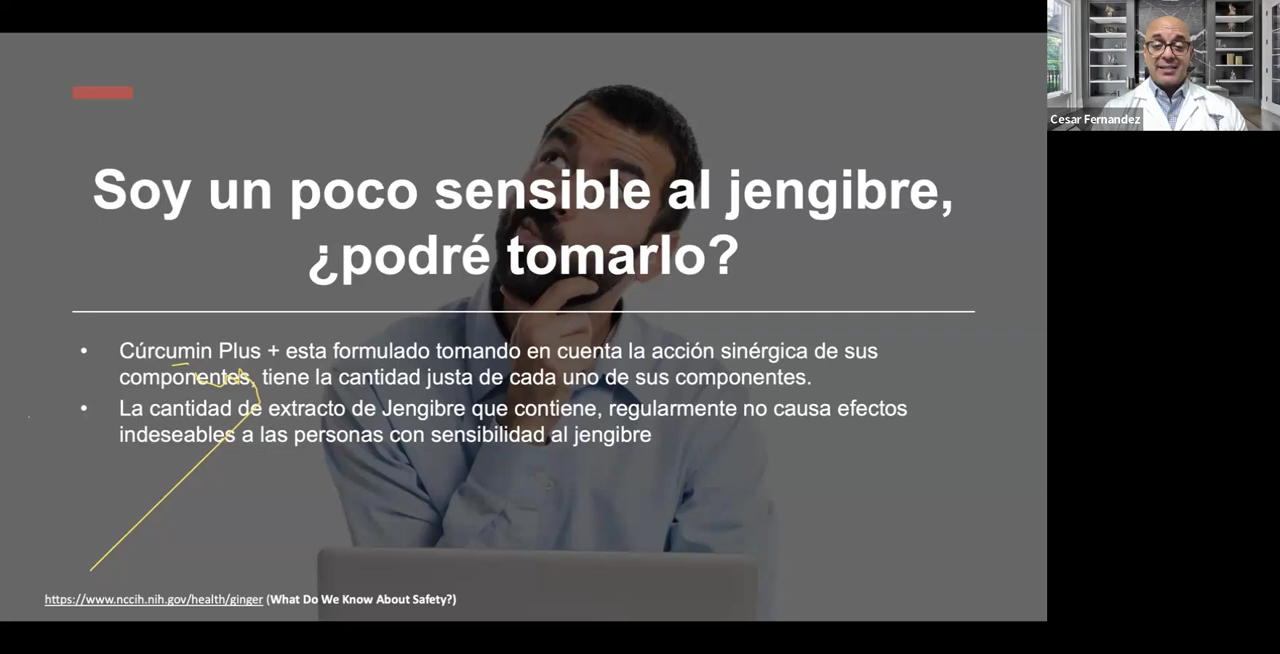 Soy un poco sensible al jengibre,
¿podré tomarlo?
• Cúrcumin Plus + esta formulado tomando en cuenta la acción sinérgica de sus
componentes, tiene la cantidad justa de cada uno de sus componentes.
• La cantidad de extracto de Jengibre que contiene, regularmente no causa efectos
indeseables a las personas con sensibilidad al jengibre
https://www.nccih.nih.gov/health/ginger (What Do We Know About Safety?)
Cesar Fernandez